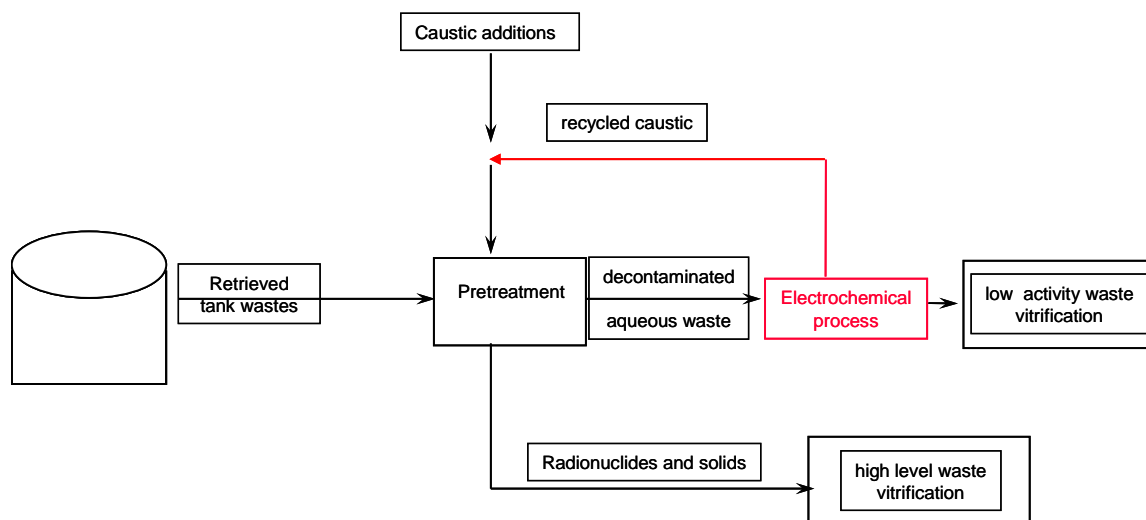 Caustic additions
recycled caustic
Retrieved
tank wastes
Pretreatment
decontaminated
aqueous waste
Electrochemical
process
low activity waste
vitrification
Radionuclides and solids
high level waste
vitrification